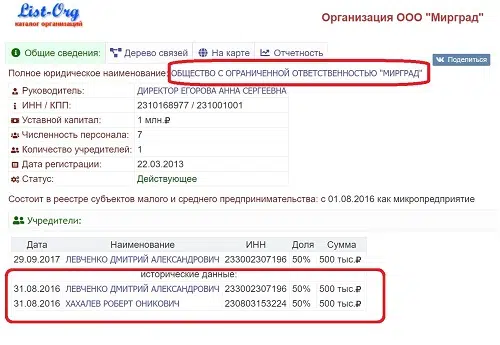 List-Org
каталог организаций
Организация ООО "Мирград"
Общие сведения: Дерево связей На карте Отчетность
Поделиться
Полное юридическое наименование: ОБЩЕСТВО С ОГРАНИЧЕННОЙ ОТВЕТСТВЕННОСТЬЮ "МИРГРАД"
Руководитель: ДИРЕКТОР ЕГОРОВА АННА СЕРГЕЕВНА
ИНН / КПП: 2310168977 / 231001001
Уставной капитал: 1 млн.₽
Численность персонала: 7
Количество учредителей: 1
Дата регистрации: 22.03.2013
Статус: Действующее
Состоит в реестре субъектов малого и среднего предпринимательства: с 01.08.2016 как микропредприятие
Учредители:
Дата Наименование ИНН Доля Сумма
29.09.2017 ЛЕВЧЕНКО ДМИТРИЙ АЛЕКСАНДРОВИЧ 233002307196 50% 500 тыс.₽
исторические данные:
31.08.2016 ЛЕВЧЕНКО ДМИТРИЙ АЛЕКСАНДРОВИЧ 233002307196 50% 500 тыс.₽
31.08.2016 ХАХАЛЕВ РОБЕРТ ОНИКОВИЧ 230803153224 50% 500 тыс.₽